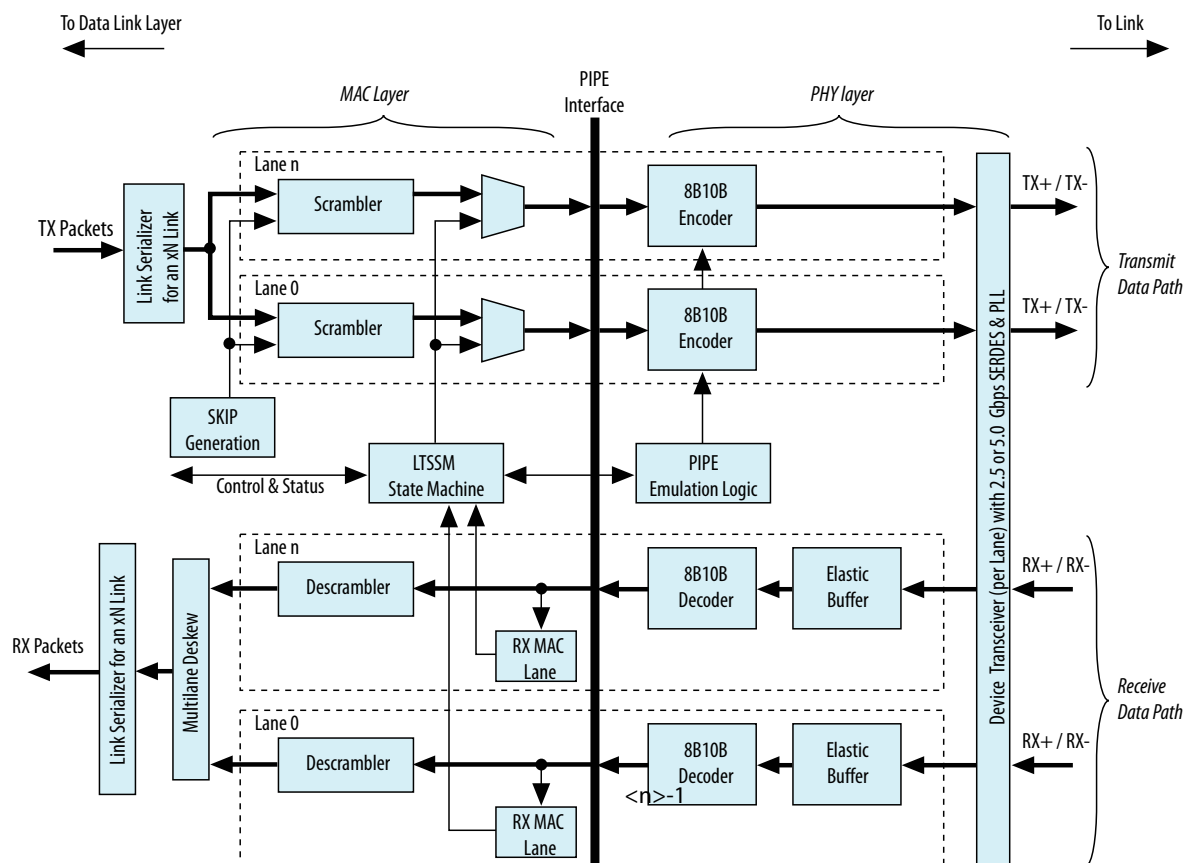 To Data Link Layer
To Link
MAC Layer
PIPE
Interface
PHY layer
Lane n
Scrambler
8B10B
Encoder
TX+ / TX-
TX Packets
Link Serializer
for an xN Link
Lane 0
Scrambler
8B10B
Encoder
TX+ / TX-
Transmit
Data Path
SKIP
Generation
Control & Status
LTSSM
State Machine
PIPE
Emulation Logic
Device Transceiver (per Lane) with 2.5 or 5.0 Gbps SERDES & PLL
Lane n
Descrambler
8B10B
Decoder
Elastic
Buffer
RX+ / RX-
RX MAC
Lane
RX Packets
Link Serializer for an xN Link
Multilane Deskew
Receive
Data Path
Lane 0
Descrambler
8B10B
Decoder
Elastic
Buffer
RX+ / RX-
<n>-1
RX MAC
Lane